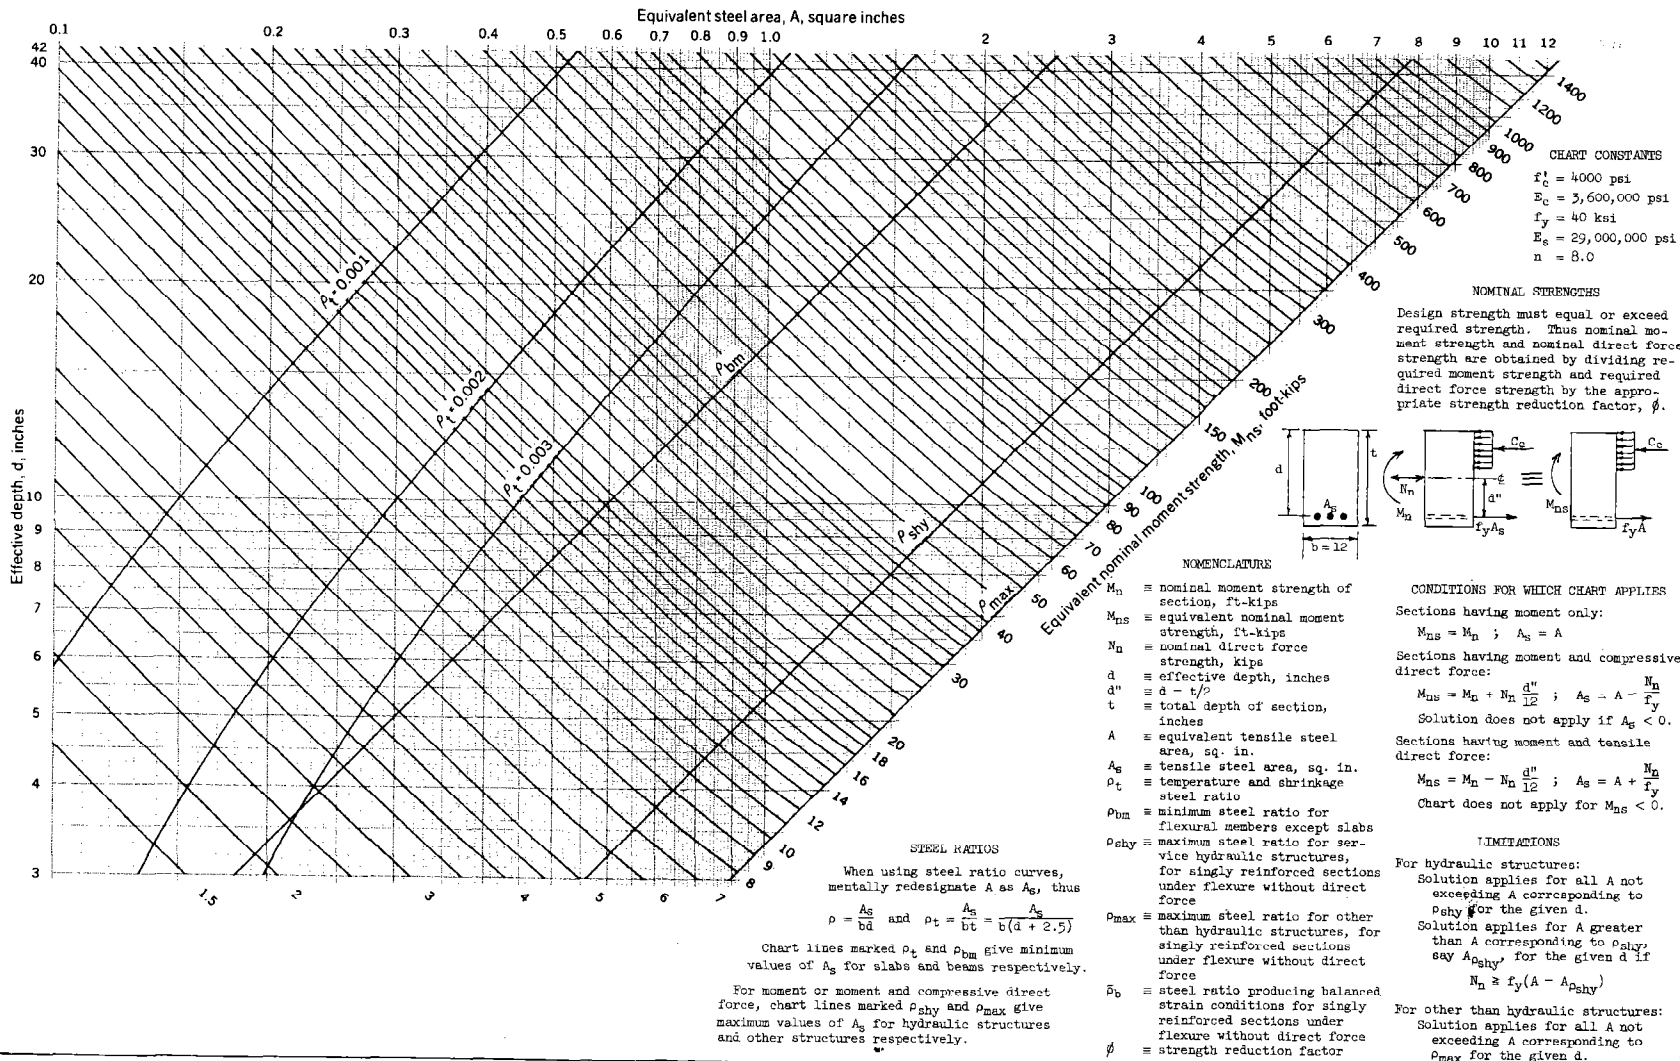 Equivalent steel area, A, square inches
0.1 0.2 0.3 0.4 0.5 0.6 0.7 0.8 0.9 1.0 2 3 4 5 6 7 8 9 10 11 12
42
40
30
20
10
9
8
7
6
5
4
3
Effective depth, d, inches
ρt=0.001
ρt=0.002
ρt=0.003
ρbm
ρshy
ρmax
1.5 2 3 4 5 6 7 8 9 10 12 14 16 18 20 30 40 50 60 70 80 90 100 150 200 300 400 500 600 700 800 900 1000 1200 1400
Equivalent nominal moment strength, Mns, foot-kips
CHART CONSTANTS
f'c = 4000 psi
Ec = 3,600,000 psi
fy = 40 ksi
Es = 29,000,000 psi
n = 8.0
NOMINAL STRENGTHS
Design strength must equal or exceed
required strength. Thus nominal mo-
ment strength and nominal direct force
strength are obtained by dividing re-
quired moment strength and required
direct force strength by the appro-
priate strength reduction factor, ϕ.
d
t
As
b = 12
Nn
Mn
Cc
¢
d"
fyAs
≡
Mns
Cc
fyA
NOMENCLATURE
Mn ≡ nominal moment strength of
section, ft-kips
Mns ≡ equivalent nominal moment
strength, ft-kips
Nn ≡ nominal direct force
strength, kips
d ≡ effective depth, inches
d" ≡ d - t/2
t ≡ total depth of section,
inches
A ≡ equivalent tensile steel
area, sq. in.
As ≡ tensile steel area, sq. in.
ρt ≡ temperature and shrinkage
steel ratio
ρbm ≡ minimum steel ratio for
flexural members except slabs
ρshy ≡ maximum steel ratio for ser-
vice hydraulic structures,
for singly reinforced sections
under flexure without direct
force
ρmax ≡ maximum steel ratio for other
than hydraulic structures, for
singly reinforced sections
under flexure without direct
force
ρ̄b ≡ steel ratio producing balanced
strain conditions for singly
reinforced sections under
flexure without direct force
ϕ ≡ strength reduction factor
CONDITIONS FOR WHICH CHART APPLIES
Sections having moment only:
Mns = Mn ; As = A
Sections having moment and compressive
direct force:
Mns = Mn + Nn d"/12 ; As = A - Nn/fy
Solution does not apply if As < 0.
Sections having moment and tensile
direct force:
Mns = Mn - Nn d"/12 ; As = A + Nn/fy
Chart does not apply for Mns < 0.
LIMITATIONS
For hydraulic structures:
Solution applies for all A not
exceeding A corresponding to
ρshy for the given d.
Solution applies for A greater
than A corresponding to ρshy,
say Aρshy, for the given d if
Nn ≥ fy(A - Aρshy)
For other than hydraulic structures:
Solution applies for all A not
exceeding A corresponding to
ρmax for the given d.
STEEL RATIOS
When using steel ratio curves,
mentally redesignate A as As, thus
ρ = As/bd and ρt = As/bt = As/b(d + 2.5)
Chart lines marked ρt and ρbm give minimum
values of As for slabs and beams respectively.
For moment or moment and compressive direct
force, chart lines marked ρshy and ρmax give
maximum values of As for hydraulic structures
and other structures respectively.